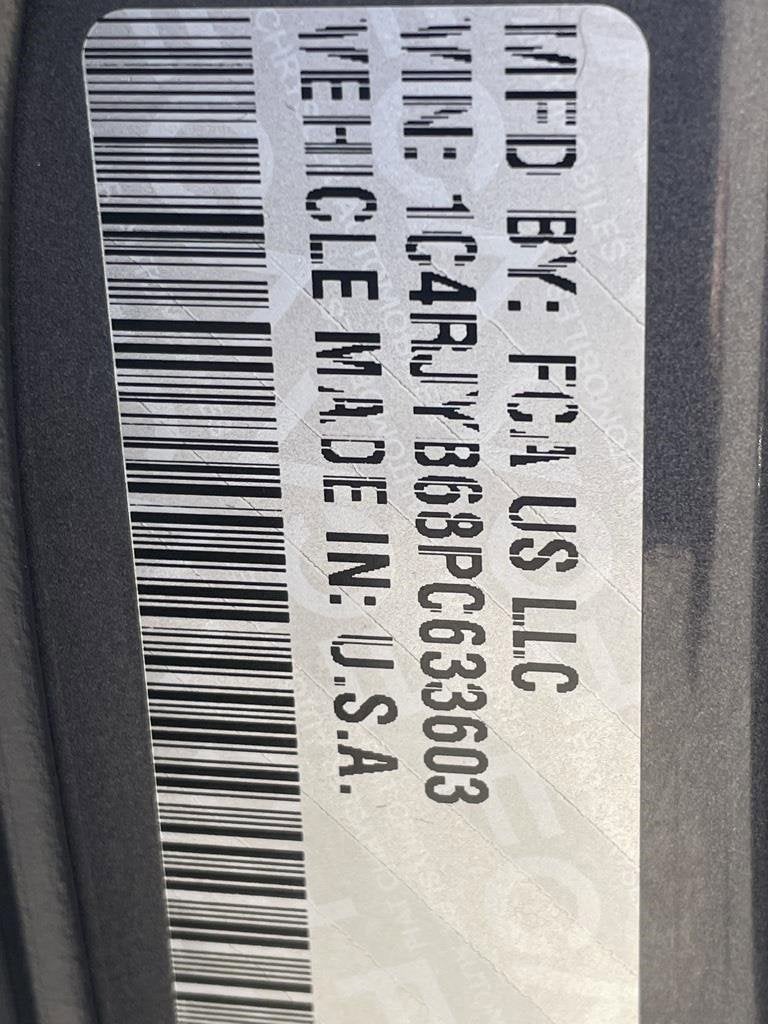 MFD BY: FCA US LLC
VIN: 1C4RJYB68PC633603
VEHICLE MADE IN: U.S.A.